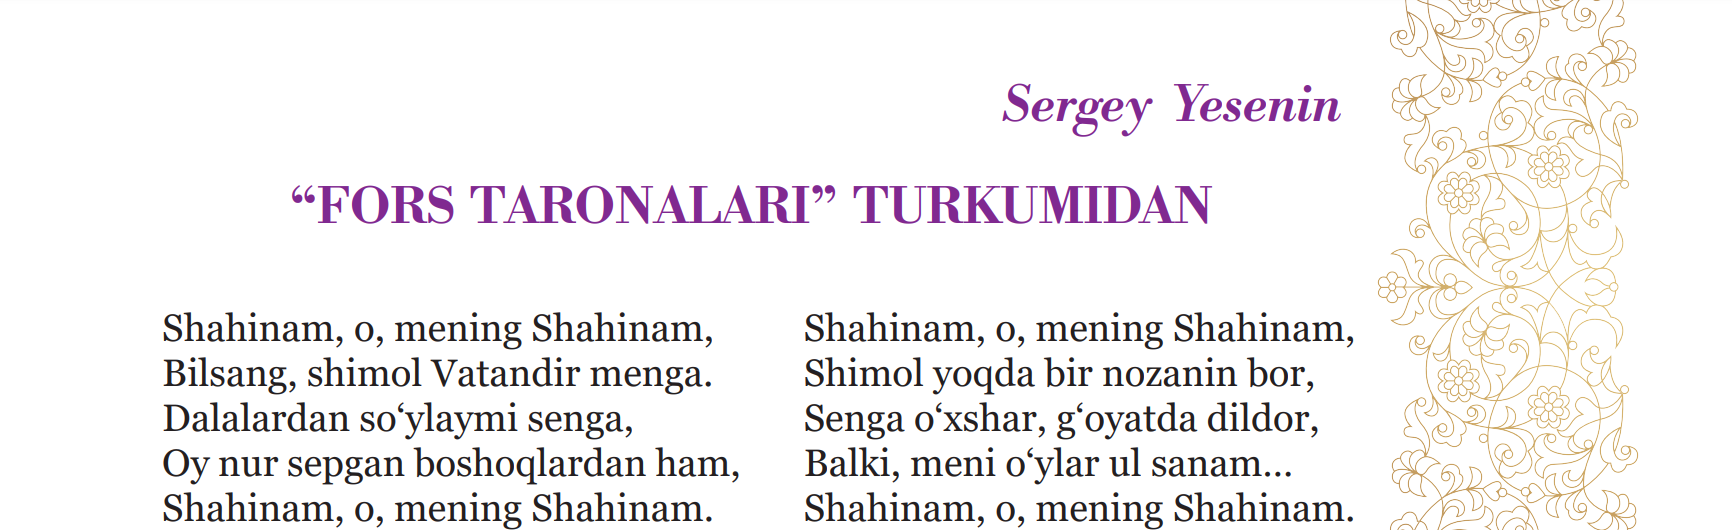 Sergey Yesenin
“FORS TARONALARI” TURKUMIDAN
Shahinam, o, mening Shahinam,
Bilsang, shimol Vatandir menga.
Dalalardan so‘ylaymi senga,
Oy nur sepgan boshoqlardan ham,
Shahinam, o, mening Shahinam.
Shahinam, o, mening Shahinam,
Shimol yoqda bir nozanin bor,
Senga o‘xshar, g‘oyatda dildor,
Balki, meni o‘ylar ul sanam...
Shahinam, o, mening Shahinam.